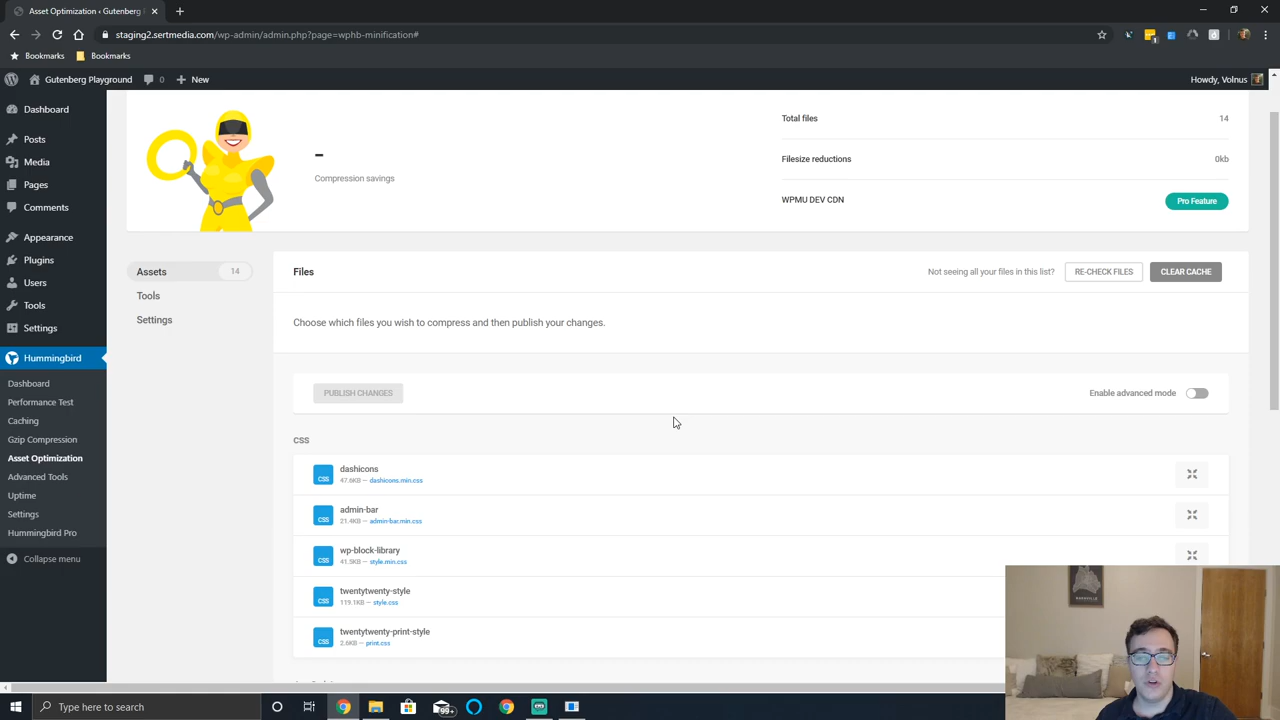 Asset Optimization ‹ Gutenberg P
staging2.sertmedia.com/wp-admin/admin.php?page=wphb-minification#
Bookmarks
Bookmarks
Gutenberg Playground
0
New
Howdy, Volnus
Dashboard
Posts
Media
Pages
Comments
Appearance
Plugins
Users
Tools
Settings
Hummingbird
Dashboard
Performance Test
Caching
Gzip Compression
Asset Optimization
Advanced Tools
Uptime
Settings
Hummingbird Pro
Collapse menu
-
Compression savings
Total files 14
Filesize reductions 0kb
WPMU DEV CDN Pro Feature
Assets 14
Tools
Settings
Files
Not seeing all your files in this list? RE-CHECK FILES CLEAR CACHE
Choose which files you wish to compress and then publish your changes.
PUBLISH CHANGES
Enable advanced mode
CSS
CSS
dashicons
47.6KB — dashicons.min.css
CSS
admin-bar
21.4KB — admin-bar.min.css
CSS
wp-block-library
41.5KB — style.min.css
CSS
twentytwenty-style
119.1KB — style.css
CSS
twentytwenty-print-style
2.6KB — print.css
Type here to search
99+